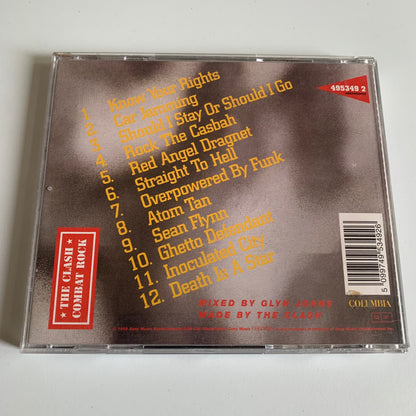 1. Know Your Rights
2. Car Jamming
3. Should I Stay Or Should I Go
4. Rock The Casbah
5. Red Angel Dragnet
6. Straight To Hell
7. Overpowered By Funk
8. Atom Tan
9. Sean Flynn
10. Ghetto Defendant
11. Inoculated City
12. Death Is A Star
495349 2
THE CLASH
COMBAT ROCK
5 099749 534926
MIXED BY GLYN JOHNS
MADE BY THE CLASH
COLUMBIA